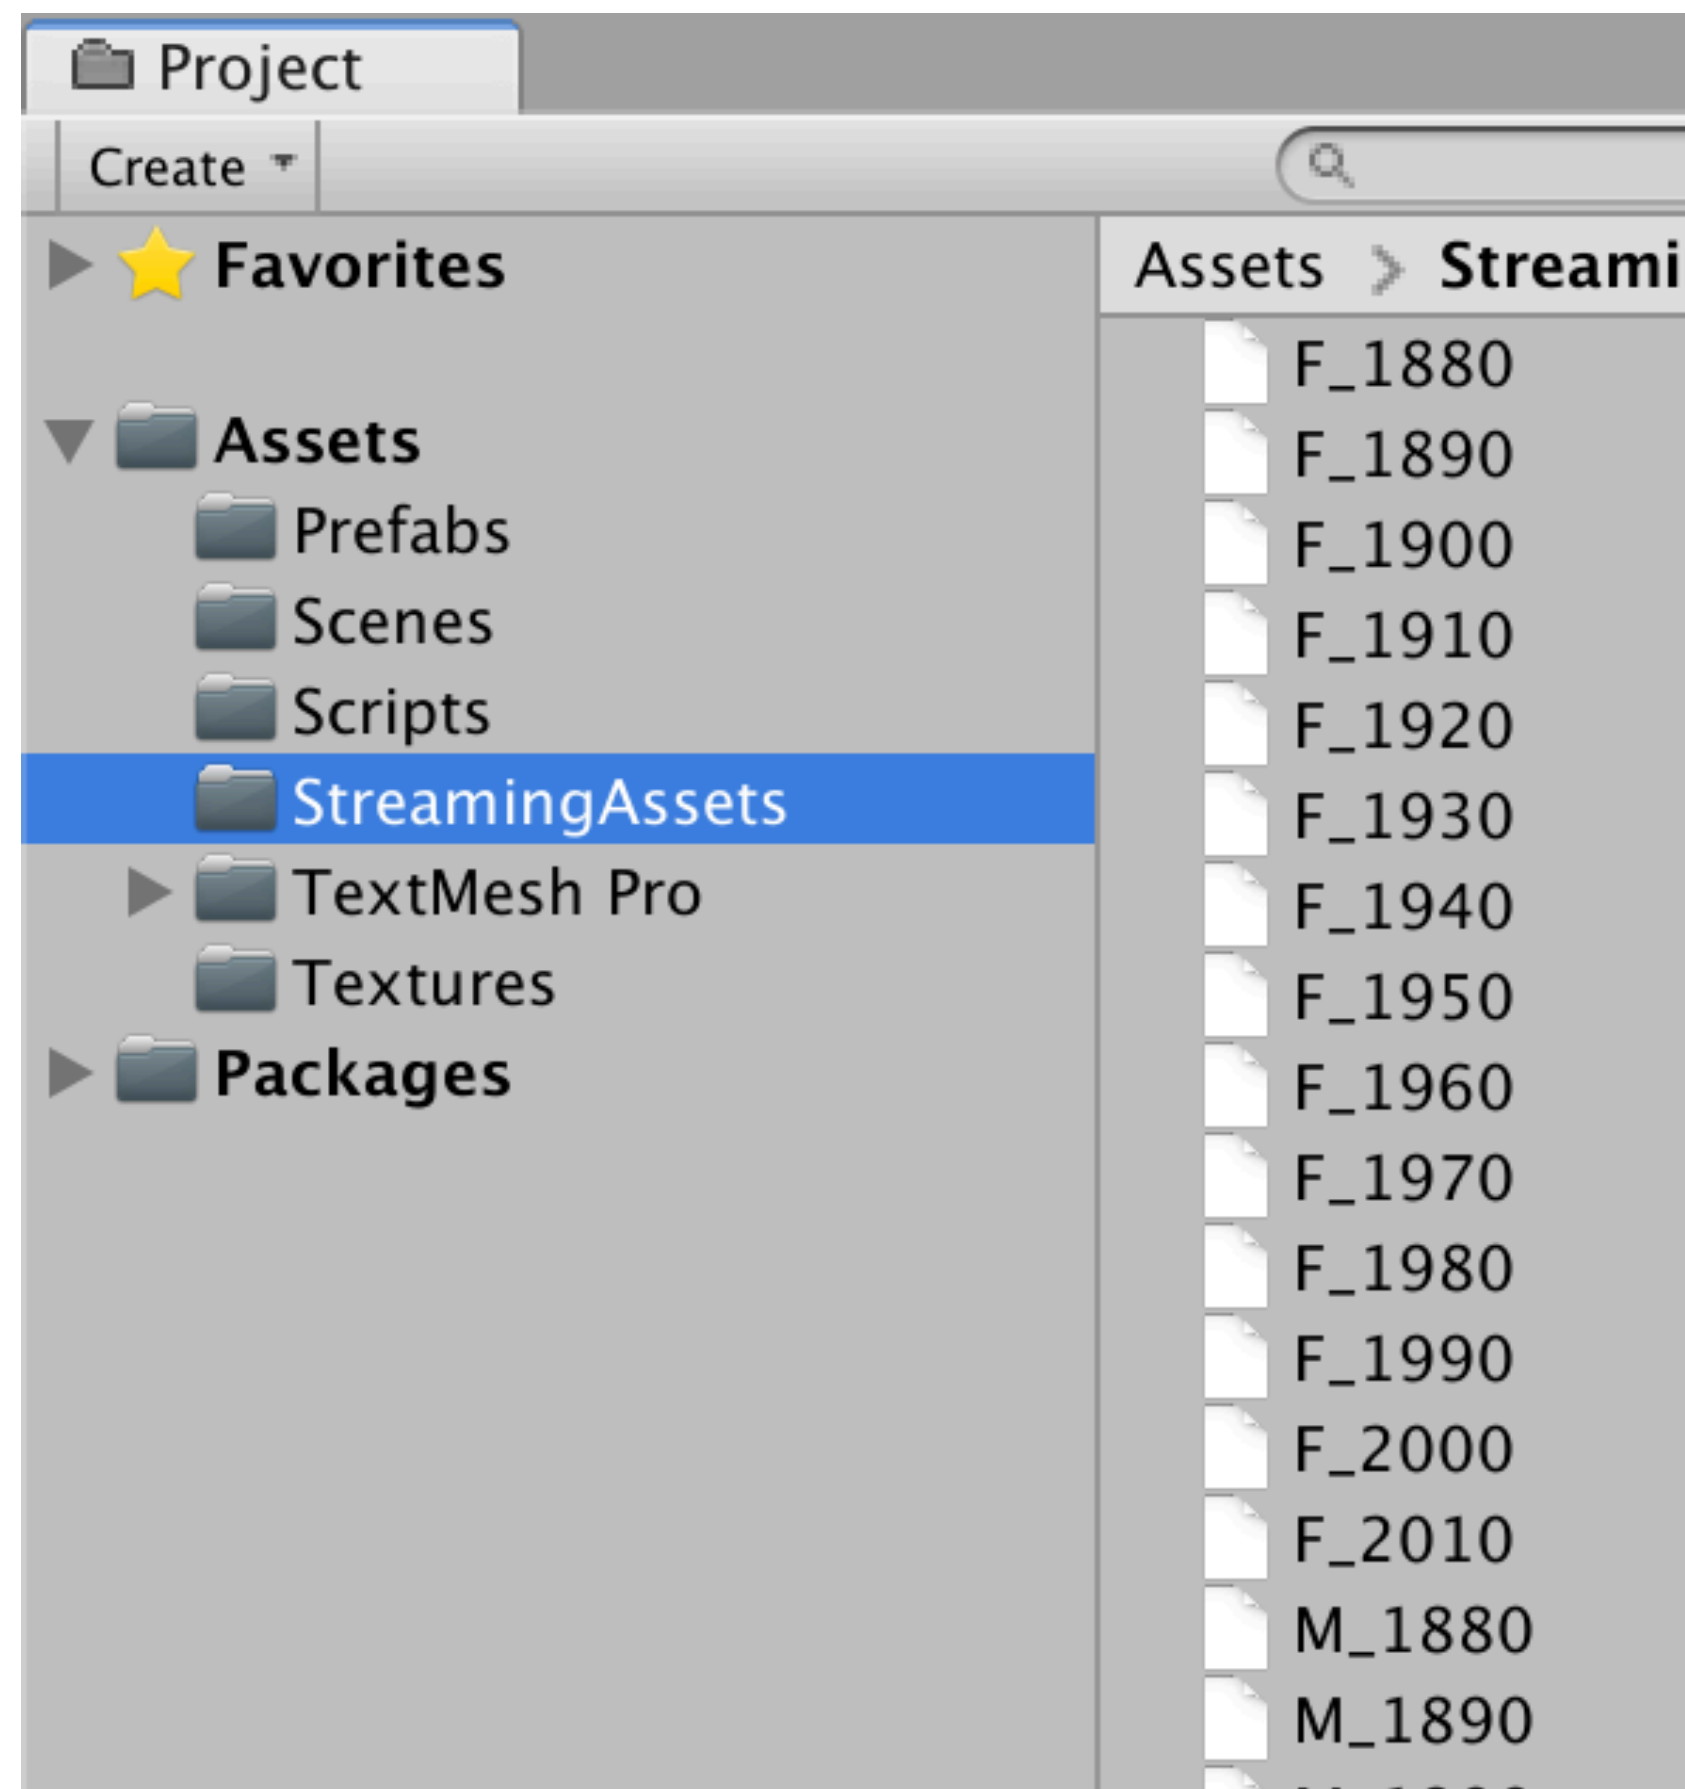 Project
Create
Favorites
Assets
Prefabs
Scenes
Scripts
StreamingAssets
TextMesh Pro
Textures
Packages
Assets > Streami
F_1880
F_1890
F_1900
F_1910
F_1920
F_1930
F_1940
F_1950
F_1960
F_1970
F_1980
F_1990
F_2000
F_2010
M_1880
M_1890